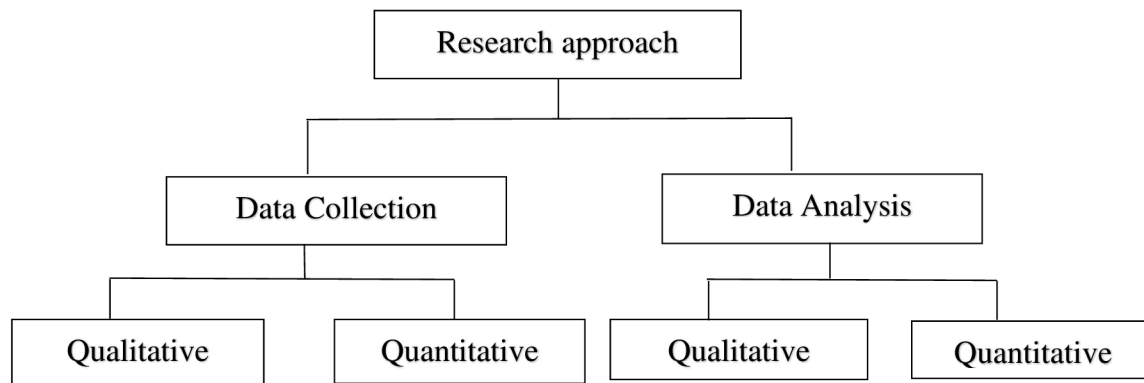 Research approach
Data Collection
Data Analysis
Qualitative
Quantitative
Qualitative
Quantitative